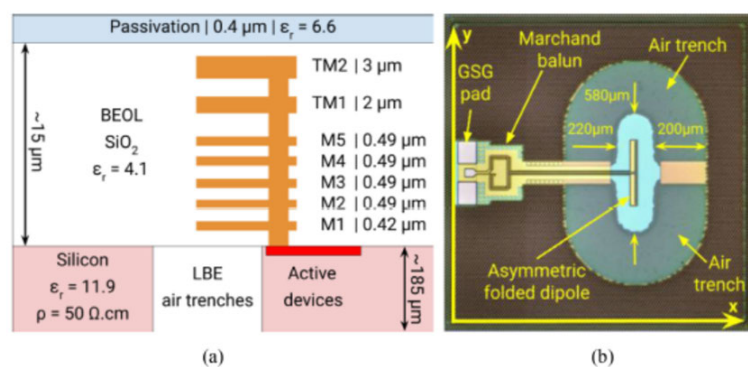 Passivation | 0.4 μm | εr = 6.6
~15 μm
BEOL
SiO2
εr = 4.1
TM2 | 3 μm
TM1 | 2 μm
M5 | 0.49 μm
M4 | 0.49 μm
M3 | 0.49 μm
M2 | 0.49 μm
M1 | 0.42 μm
Silicon
εr = 11.9
ρ = 50 Ω.cm
LBE
air trenches
Active
devices
~185 μm
(a)
y
GSG
pad
Marchand
balun
Air trench
580μm
220μm
200μm
Asymmetric
folded dipole
Air
trench
x
(b)